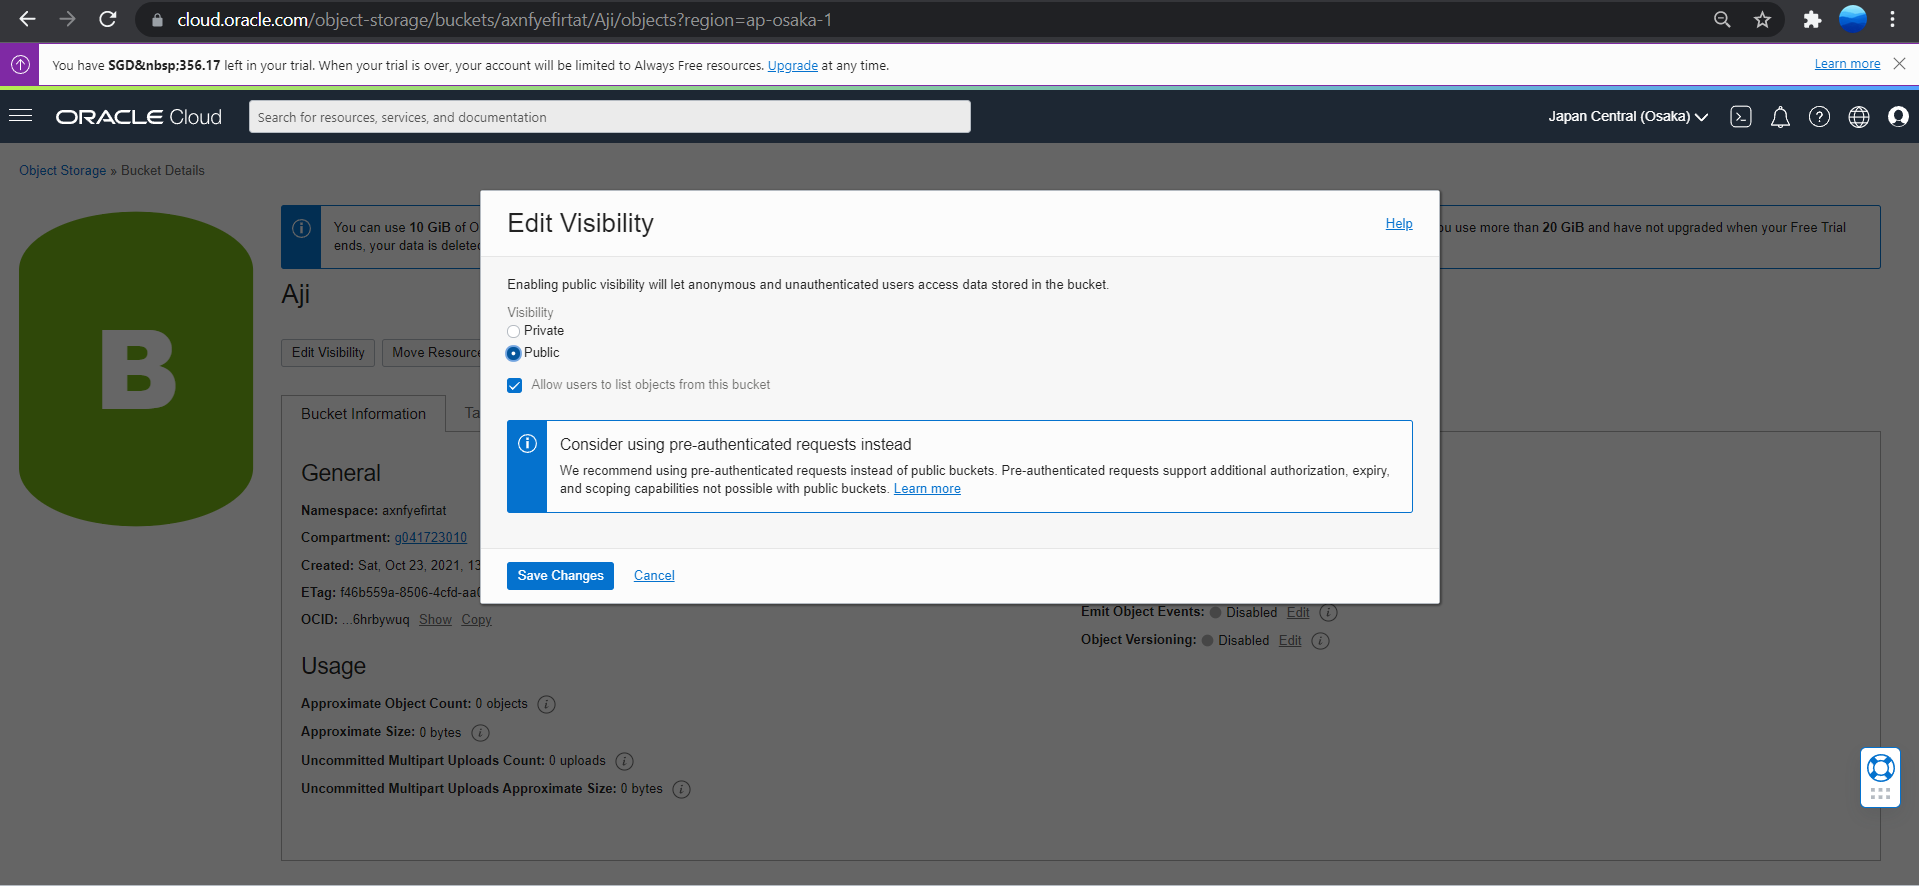 cloud.oracle.com/object-storage/buckets/axnfyefirtat/Aji/objects?region=ap-osaka-1
You have SGD&nbsp;356.17 left in your trial. When your trial is over, your account will be limited to Always Free resources. Upgrade at any time.
Learn more
ORACLE Cloud
Search for resources, services, and documentation
Japan Central (Osaka)
Object Storage » Bucket Details
B
You can use 10 GiB of O
u use more than 20 GiB and have not upgraded when your Free Trial
ends, your data is deleted
Aji
Edit Visibility
Move Resource
Bucket Information
Ta
General
Namespace: axnfyefirtat
Compartment: g041723010
Created: Sat, Oct 23, 2021, 13
ETag: f46b559a-8506-4cfd-aa
OCID: ...6hrbywuq Show Copy
Usage
Approximate Object Count: 0 objects
Approximate Size: 0 bytes
Uncommitted Multipart Uploads Count: 0 uploads
Uncommitted Multipart Uploads Approximate Size: 0 bytes
Emit Object Events: Disabled Edit
Object Versioning: Disabled Edit
Edit Visibility
Help
Enabling public visibility will let anonymous and unauthenticated users access data stored in the bucket.
Visibility
Private
Public
Allow users to list objects from this bucket
Consider using pre-authenticated requests instead
We recommend using pre-authenticated requests instead of public buckets. Pre-authenticated requests support additional authorization, expiry,
and scoping capabilities not possible with public buckets. Learn more
Save Changes
Cancel